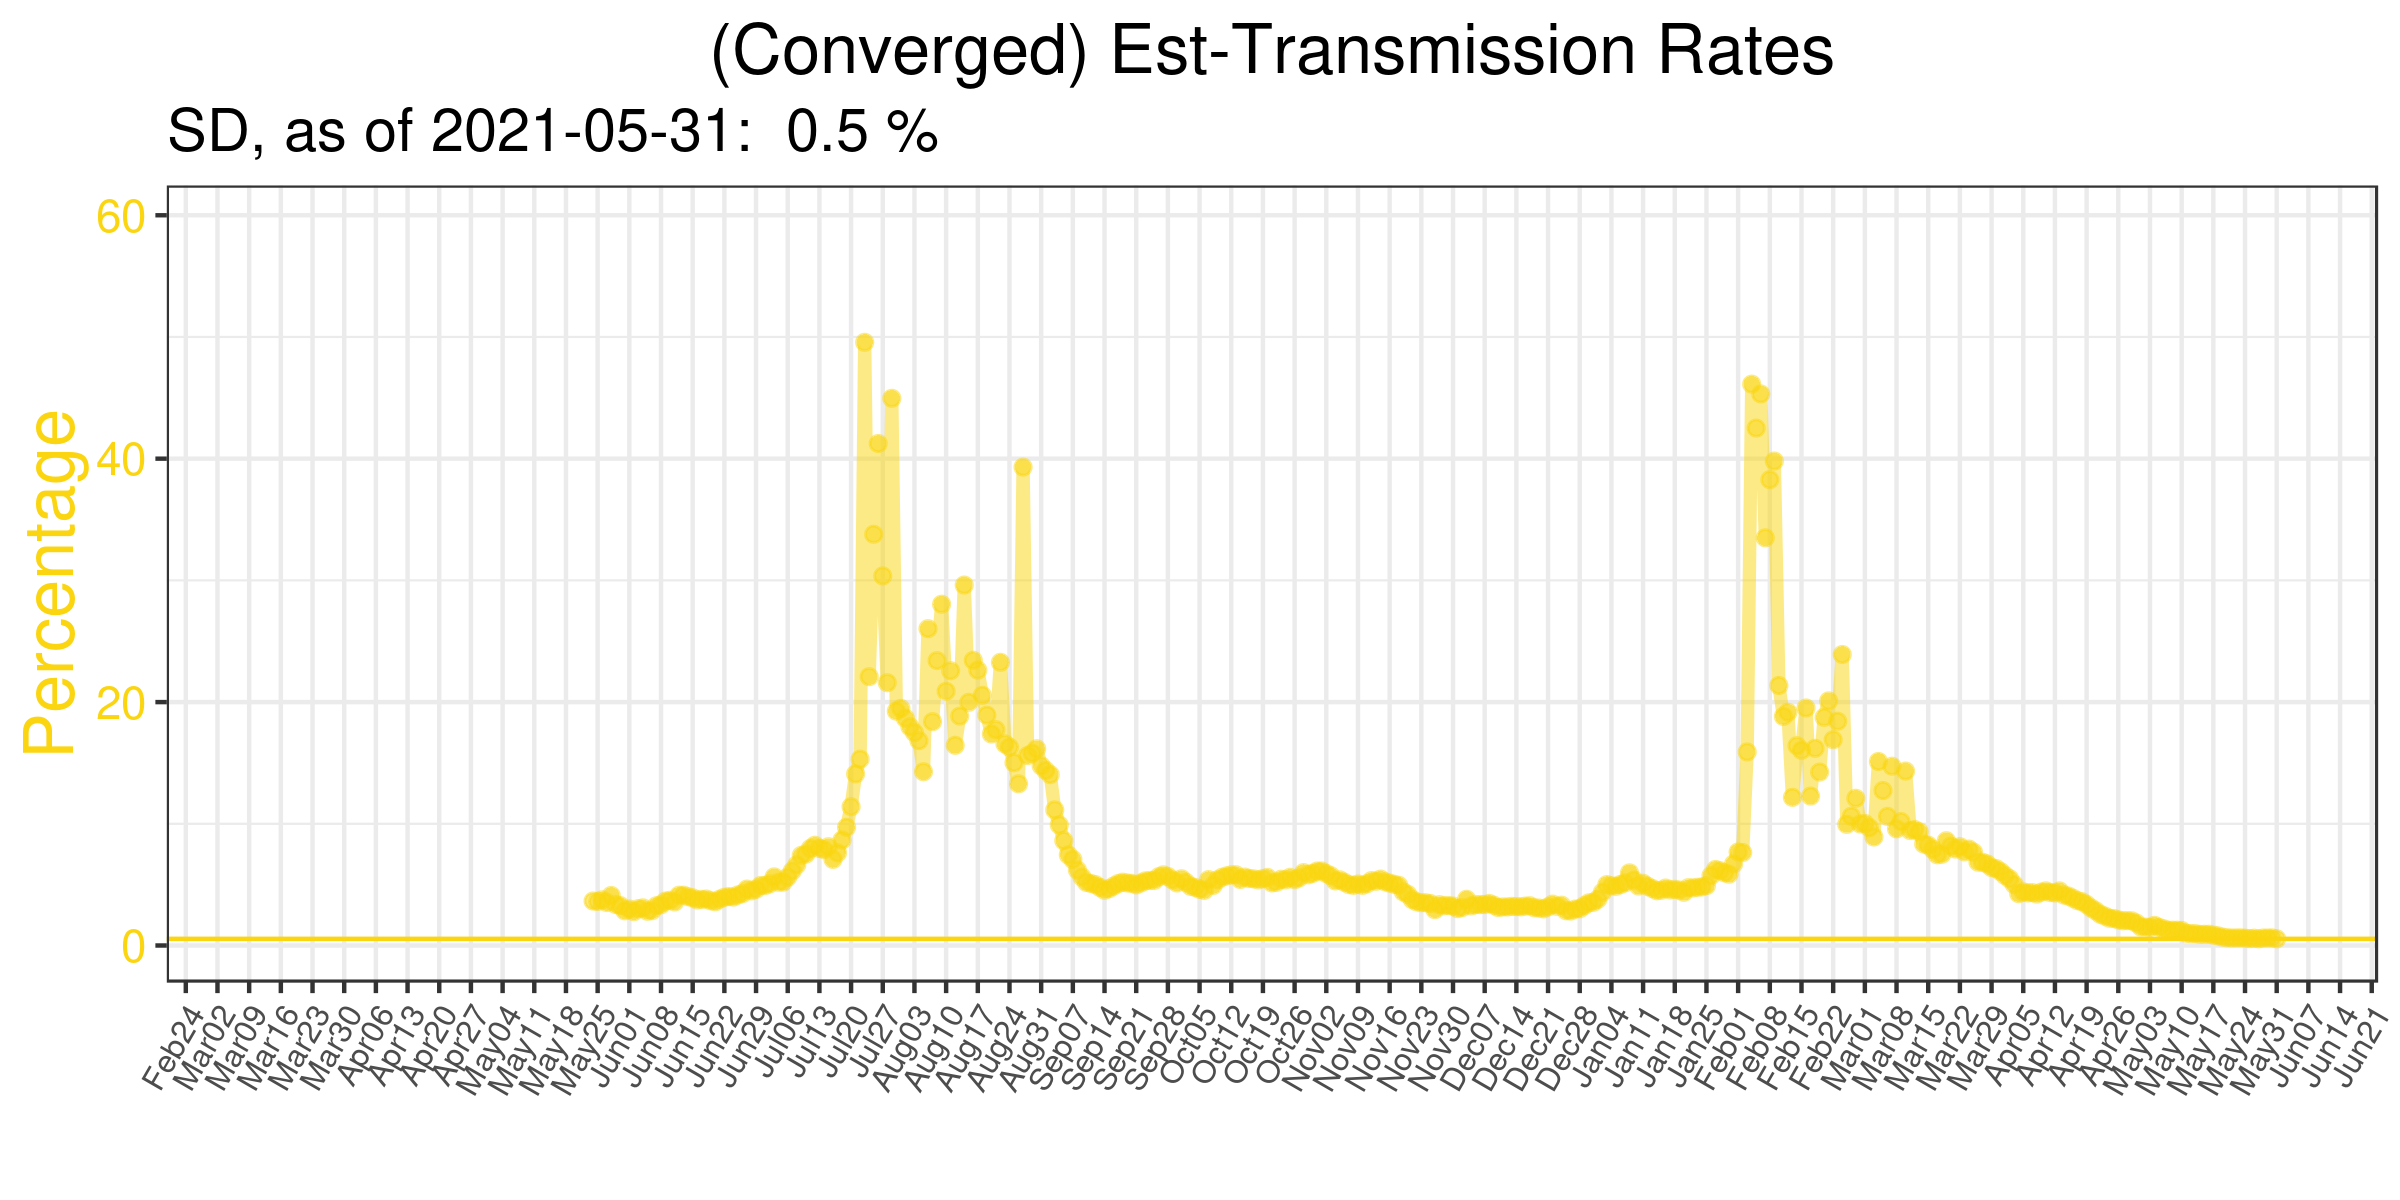 (Converged) Est-Transmission Rates
SD, as of 2021-05-31:  0.5 %
Percentage
60
40
20
0
Feb24
Mar02
Mar09
Mar16
Mar23
Mar30
Apr06
Apr13
Apr20
Apr27
May04
May11
May18
May25
Jun01
Jun08
Jun15
Jun22
Jun29
Jul06
Jul13
Jul20
Jul27
Aug03
Aug10
Aug17
Aug24
Aug31
Sep07
Sep14
Sep21
Sep28
Oct05
Oct12
Oct19
Oct26
Nov02
Nov09
Nov16
Nov23
Nov30
Dec07
Dec14
Dec21
Dec28
Jan04
Jan11
Jan18
Jan25
Feb01
Feb08
Feb15
Feb22
Mar01
Mar08
Mar15
Mar22
Mar29
Apr05
Apr12
Apr19
Apr26
May03
May10
May17
May24
May31
Jun07
Jun14
Jun21